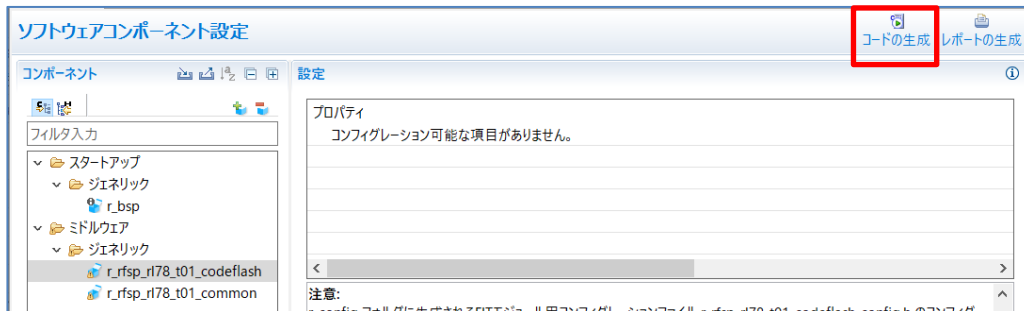 ソフトウェアコンポーネント設定
コードの生成 レポートの生成
コンポーネント
設定
フィルタ入力
スタートアップ
ジェネリック
r_bsp
ミドルウェア
ジェネリック
r_rfsp_rl78_t01_codeflash
r_rfsp_rl78_t01_common
プロパティ
コンフィグレーション可能な項目がありません。
注意: